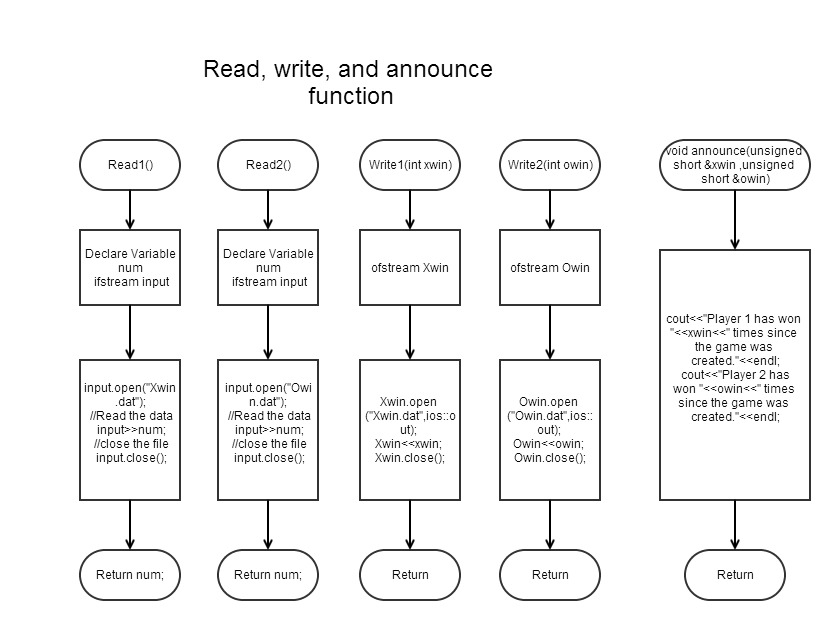 Read, write, and announce
function
Read1()
Declare Variable
num
ifstream input
input.open("Xwin
.dat");
//Read the data
input>>num;
//close the file
input.close();
Return num;
Read2()
Declare Variable
num
ifstream input
input.open("Owi
n.dat");
//Read the data
input>>num;
//close the file
input.close();
Return num;
Write1(int xwin)
ofstream Xwin
Xwin.open
("Xwin.dat",ios::o
ut);
Xwin<<xwin;
Xwin.close();
Return
Write2(int owin)
ofstream Owin
Owin.open
("Owin.dat",ios::
out);
Owin<<owin;
Owin.close();
Return
void announce(unsigned
short &xwin ,unsigned
short &owin)
cout<<"Player 1 has won
"<<xwin<<" times since
the game was
created."<<endl;
cout<<"Player 2 has
won "<<owin<<" times
since the game was
created."<<endl;
Return